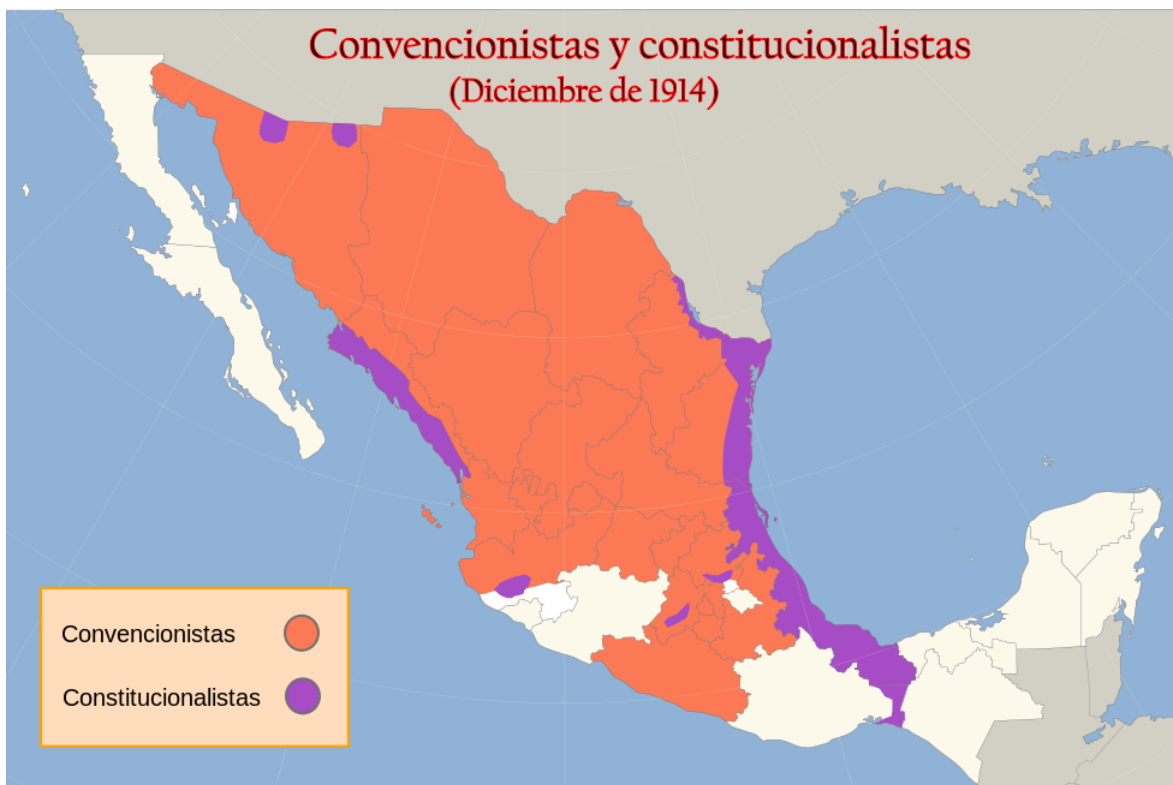 Convencionistas y constitucionalistas
(Diciembre de 1914)
Convencionistas
Constitucionalistas